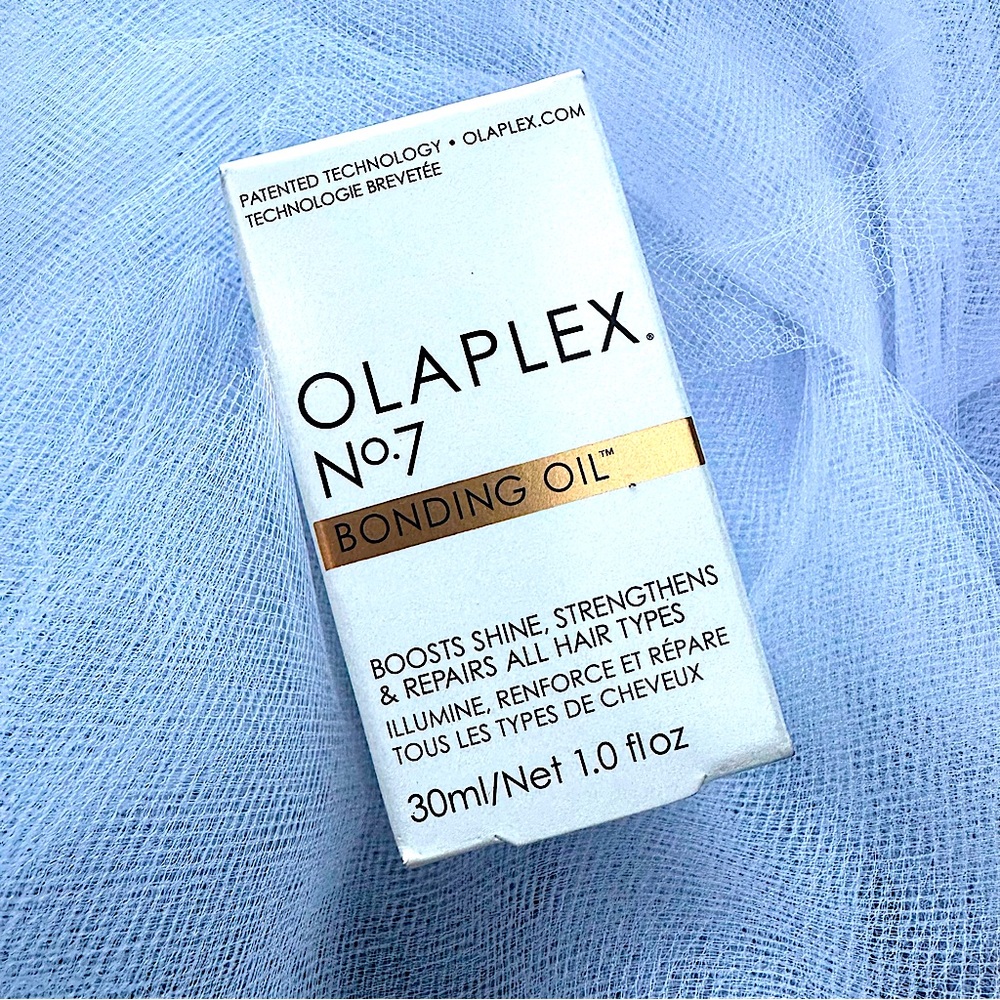 PATENTED TECHNOLOGY • OLAPLEX.COM
TECHNOLOGIE BREVETÉE
OLAPLEX®
Nº.7
BONDING OIL™
BOOSTS SHINE, STRENGTHENS
& REPAIRS ALL HAIR TYPES
ILLUMINE, RENFORCE ET RÉPARE
TOUS LES TYPES DE CHEVEUX
30ml/Net 1.0 fl oz